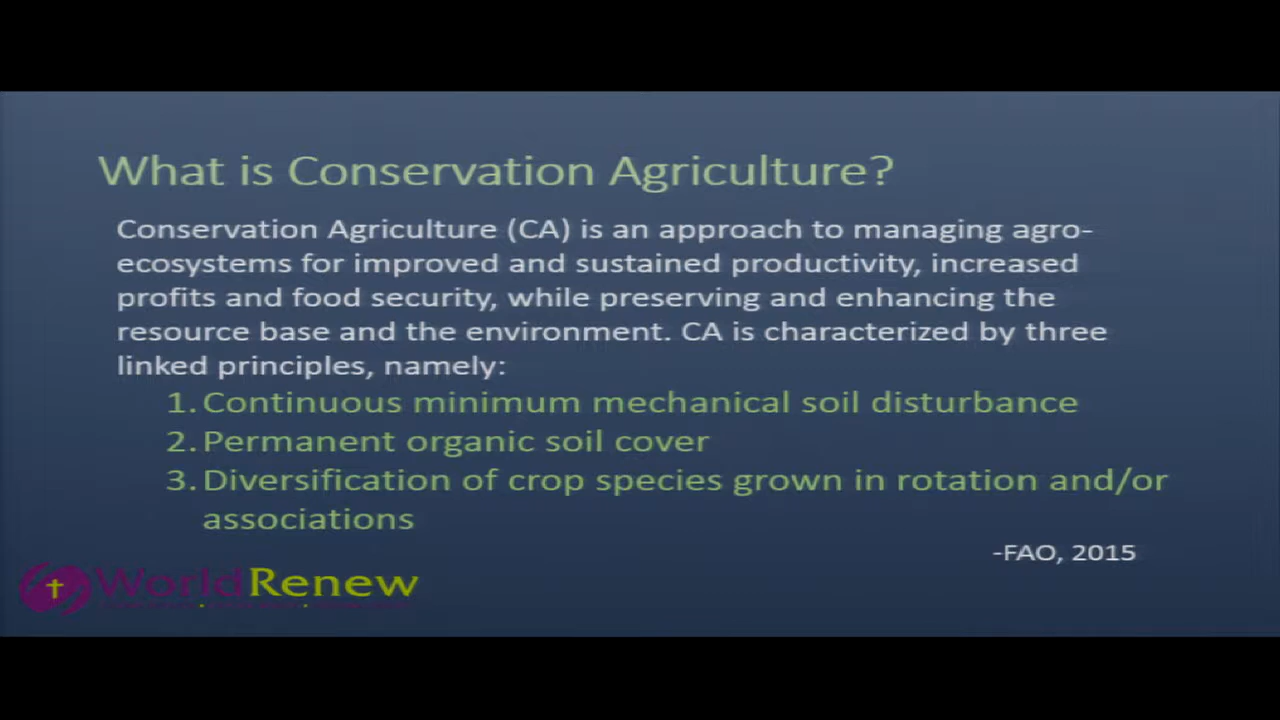 What is Conservation Agriculture?
Conservation Agriculture (CA) is an approach to managing agro-
ecosystems for improved and sustained productivity, increased
profits and food security, while preserving and enhancing the
resource base and the environment. CA is characterized by three
linked principles, namely:
1. Continuous minimum mechanical soil disturbance
2. Permanent organic soil cover
3. Diversification of crop species grown in rotation and/or
associations
-FAO, 2015
WorldRenew